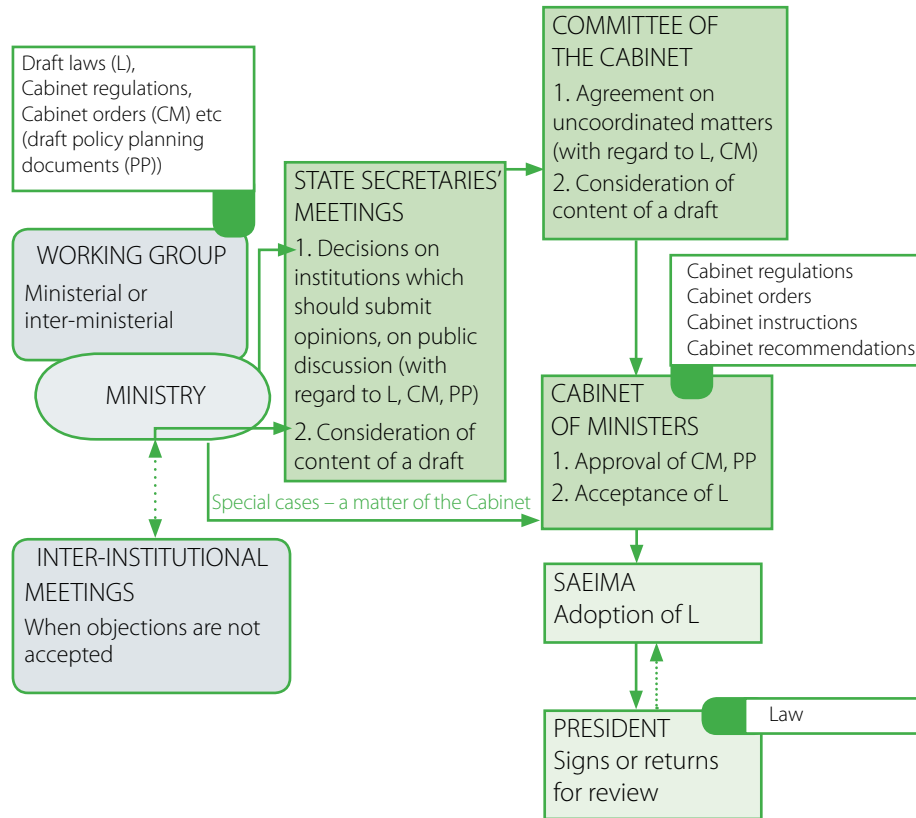 Draft laws (L),
Cabinet regulations,
Cabinet orders (CM) etc
(draft policy planning
documents (PP))
WORKING GROUP
Ministerial or
inter-ministerial
MINISTRY
INTER-INSTITUTIONAL
MEETINGS
When objections are not
accepted
STATE SECRETARIES’
MEETINGS
1. Decisions on
institutions which
should submit
opinions, on public
discussion (with
regard to L, CM, PP)
2. Consideration of
content of a draft
Special cases – a matter of the Cabinet
COMMITTEE OF
THE CABINET
1. Agreement on
uncoordinated matters
(with regard to L, CM)
2. Consideration of
content of a draft
Cabinet regulations
Cabinet orders
Cabinet instructions
Cabinet recommendations
CABINET
OF MINISTERS
1. Approval of CM, PP
2. Acceptance of L
SAEIMA
Adoption of L
Law
PRESIDENT
Signs or returns
for review